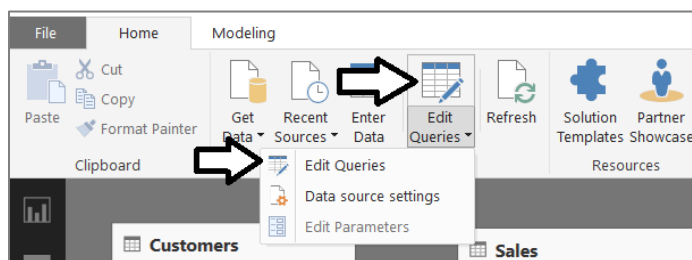 File Home Modeling
Cut
Copy
Format Painter
Paste
Clipboard
Get
Data
Recent
Sources
Enter
Data
Edit
Queries
Refresh
Solution
Templates
Partner
Showcase
Resources
Edit Queries
Data source settings
Edit Parameters
Customers
Sales